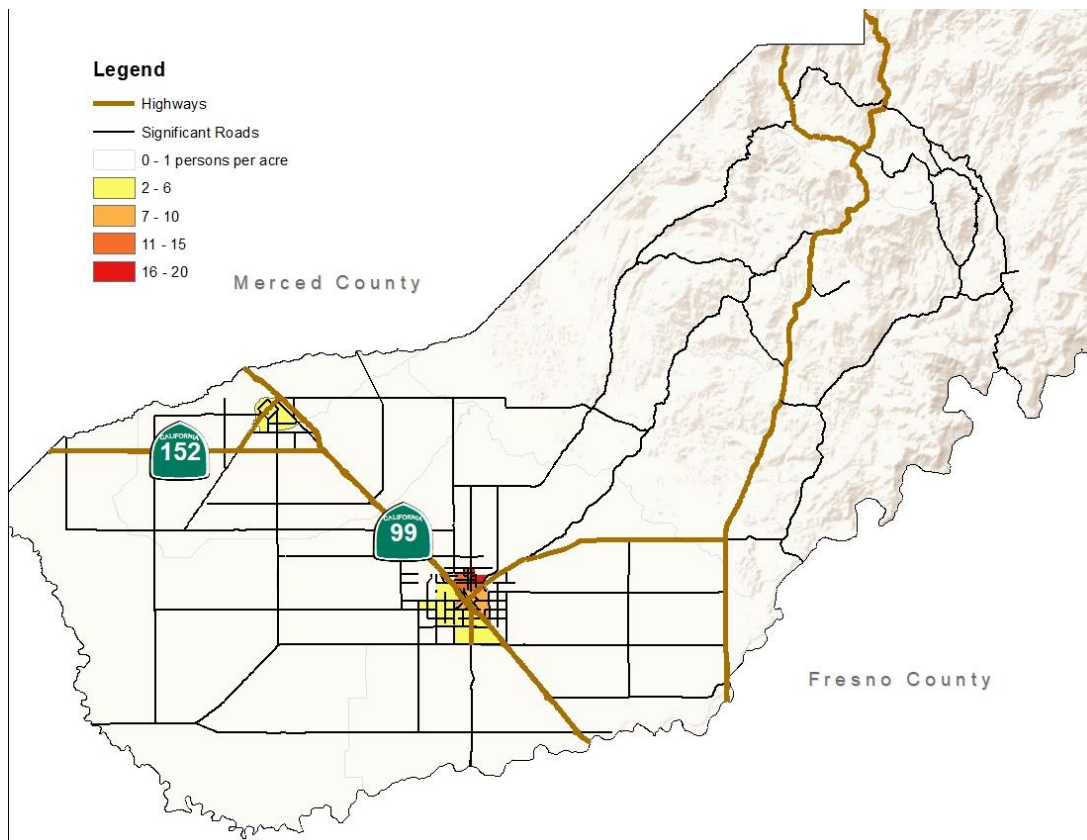 Legend
Highways
Significant Roads
0 - 1 persons per acre
2 - 6
7 - 10
11 - 15
16 - 20
Merced County
CALIFORNIA
152
CALIFORNIA
99
Fresno County